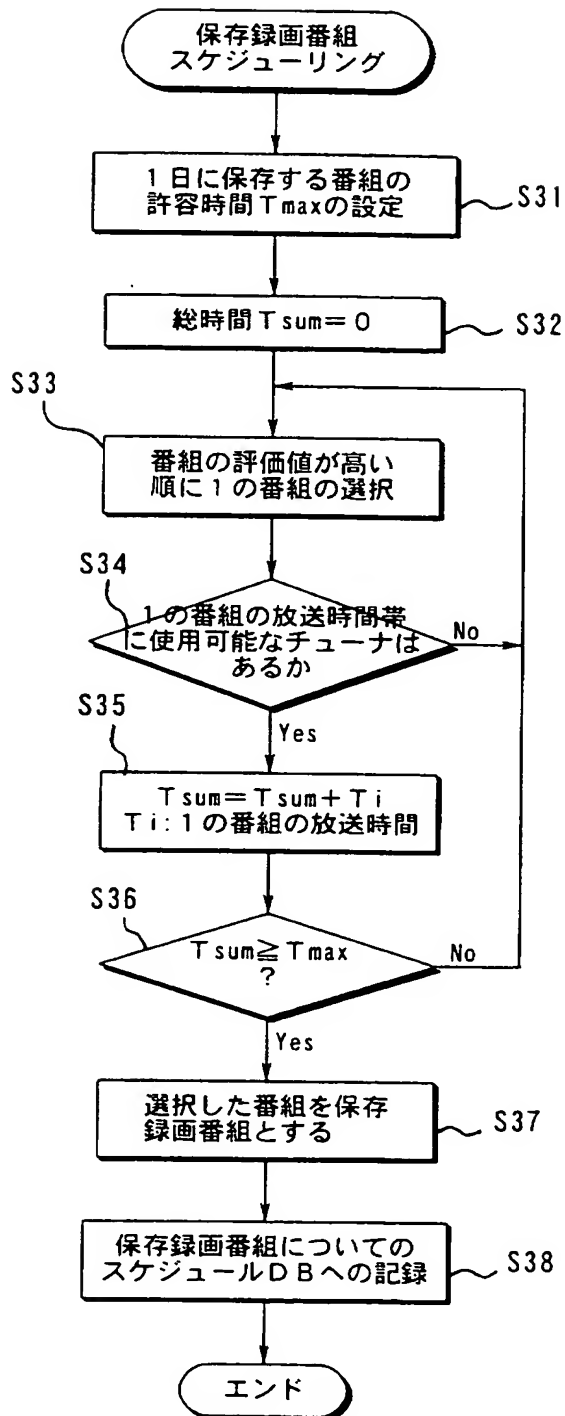 保存録画番組
スケジューリング
1日に保存する番組の
許容時間Tmaxの設定
S31
総時間Tsum=0
S32
S33
番組の評価値が高い
順に1の番組の選択
S34
1の番組の放送時間帯
に使用可能なチューナは
あるか
No
Yes
S35
Tsum=Tsum+Ti
Ti:1の番組の放送時間
S36
Tsum≧Tmax
?
No
Yes
選択した番組を保存
録画番組とする
S37
保存録画番組についての
スケジュールDBへの記録
S38
エンド